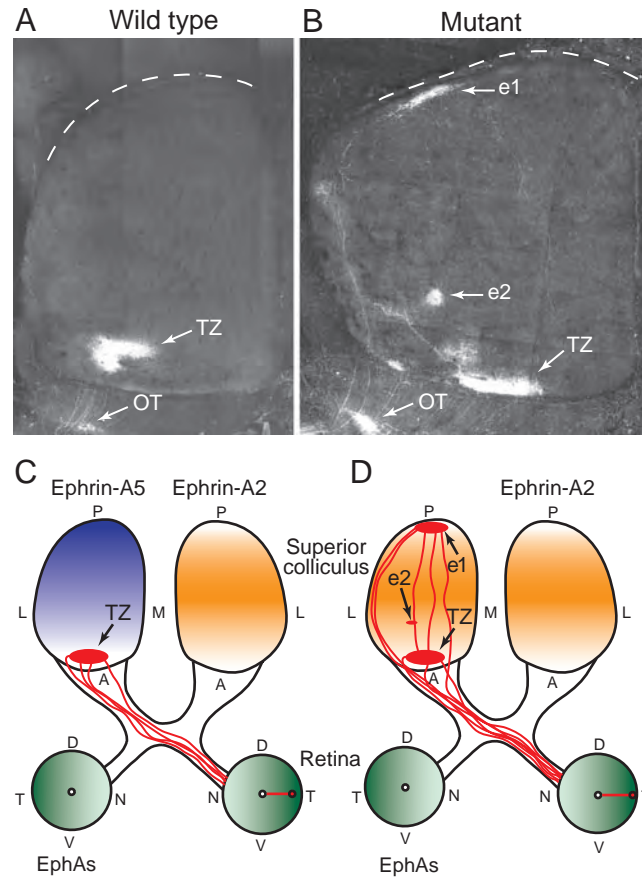 A Wild type
B Mutant
e1
e2
TZ
TZ
OT
OT
C
D
Ephrin-A5 Ephrin-A2
Ephrin-A2
P P P P
Superior
colliculus
e1
e2
TZ
TZ
L M L L M L
A A A A
Retina
D D D D
T N N T T N N
V V V V
EphAs
EphAs